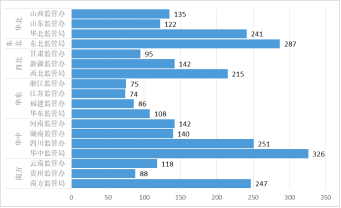 华北
山西监管办 135
山东监管办 122
华北监管局 241
东北
东北监管局 287
西北
甘肃监管办 95
新疆监管办 142
西北监管局 215
华东
浙江监管办 75
江苏监管办 74
福建监管办 86
华东监管局 108
华中
河南监管办 142
湖南监管办 140
四川监管办 251
华中监管局 326
南方
云南监管办 118
贵州监管办 88
南方监管局 247
0 50 100 150 200 250 300 350